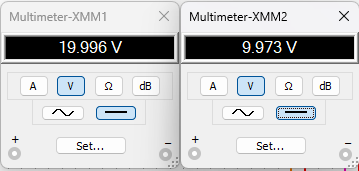 Multimeter-XMM1
19.996 V
A V Ω dB
+ Set... −
Multimeter-XMM2
9.973 V
A V Ω dB
+ Set... −